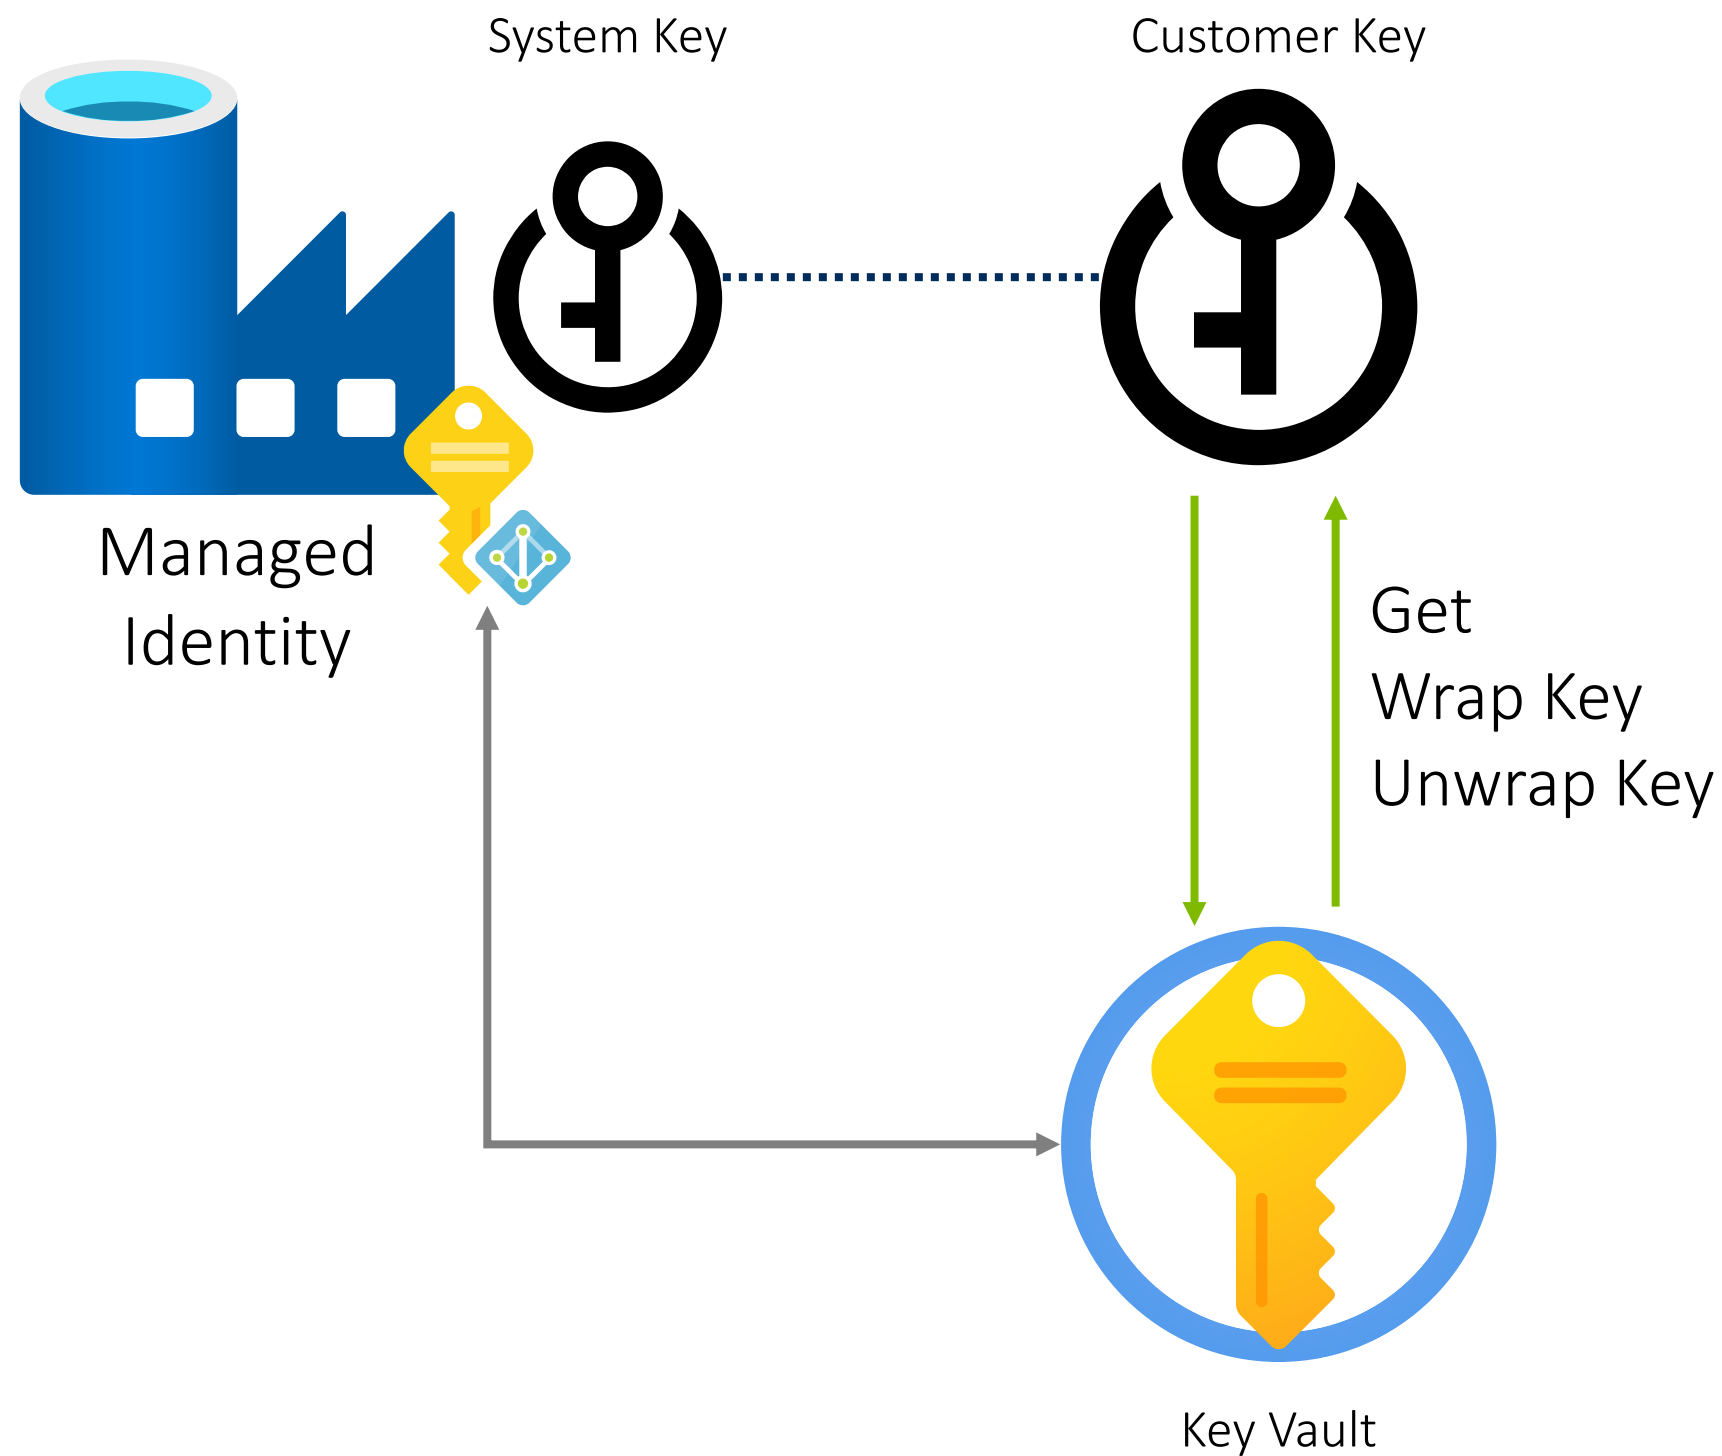 System Key
Customer Key
Managed
Identity
Get
Wrap Key
Unwrap Key
Key Vault